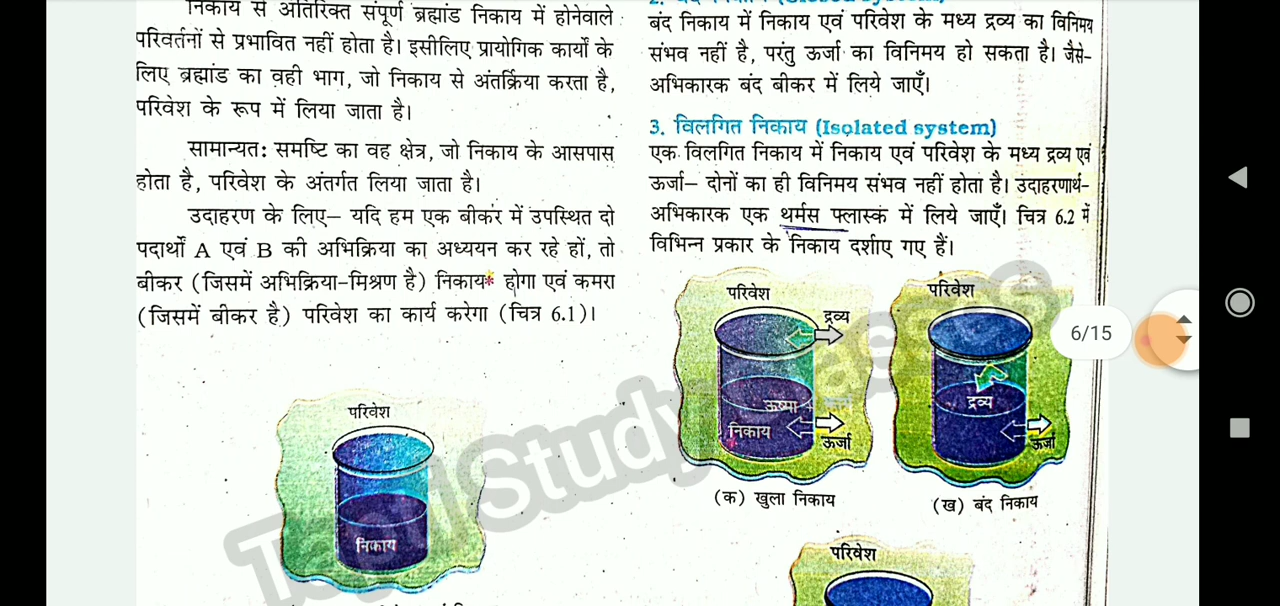 निकाय से अतिरिक्त संपूर्ण ब्रह्मांड निकाय में होनेवाले
परिवर्तनों से प्रभावित नहीं होता है। इसीलिए प्रायोगिक कार्यों के
लिए ब्रह्मांड का वही भाग, जो निकाय से अंतर्क्रिया करता है,
परिवेश के रूप में लिया जाता है।
सामान्यत: समष्टि का वह क्षेत्र, जो निकाय के आसपास
होता है, परिवेश के अंतर्गत लिया जाता है।
उदाहरण के लिए– यदि हम एक बीकर में उपस्थित दो
पदार्थों A एवं B की अभिक्रिया का अध्ययन कर रहे हों, तो
बीकर (जिसमें अभिक्रिया-मिश्रण है) निकाय* होगा एवं कमरा
(जिसमें बीकर है) परिवेश का कार्य करेगा (चित्र 6.1)।
परिवेश
निकाय
बंद निकाय में निकाय एवं परिवेश के मध्य द्रव्य का विनिमय
संभव नहीं है, परंतु ऊर्जा का विनिमय हो सकता है। जैसे–
अभिकारक बंद बीकर में लिये जाएँ।
3. विलगित निकाय (Isolated system)
एक विलगित निकाय में निकाय एवं परिवेश के मध्य द्रव्य एवं
ऊर्जा– दोनों का ही विनिमय संभव नहीं होता है। उदाहरणार्थ–
अभिकारक एक थर्मस फ्लास्क में लिये जाएँ। चित्र 6.2 में
विभिन्न प्रकार के निकाय दर्शाए गए हैं।
परिवेश
द्रव्य
ऊष्मा
निकाय
ऊर्जा
(क) खुला निकाय
परिवेश
द्रव्य
ऊर्जा
(ख) बंद निकाय
परिवेश
6/15